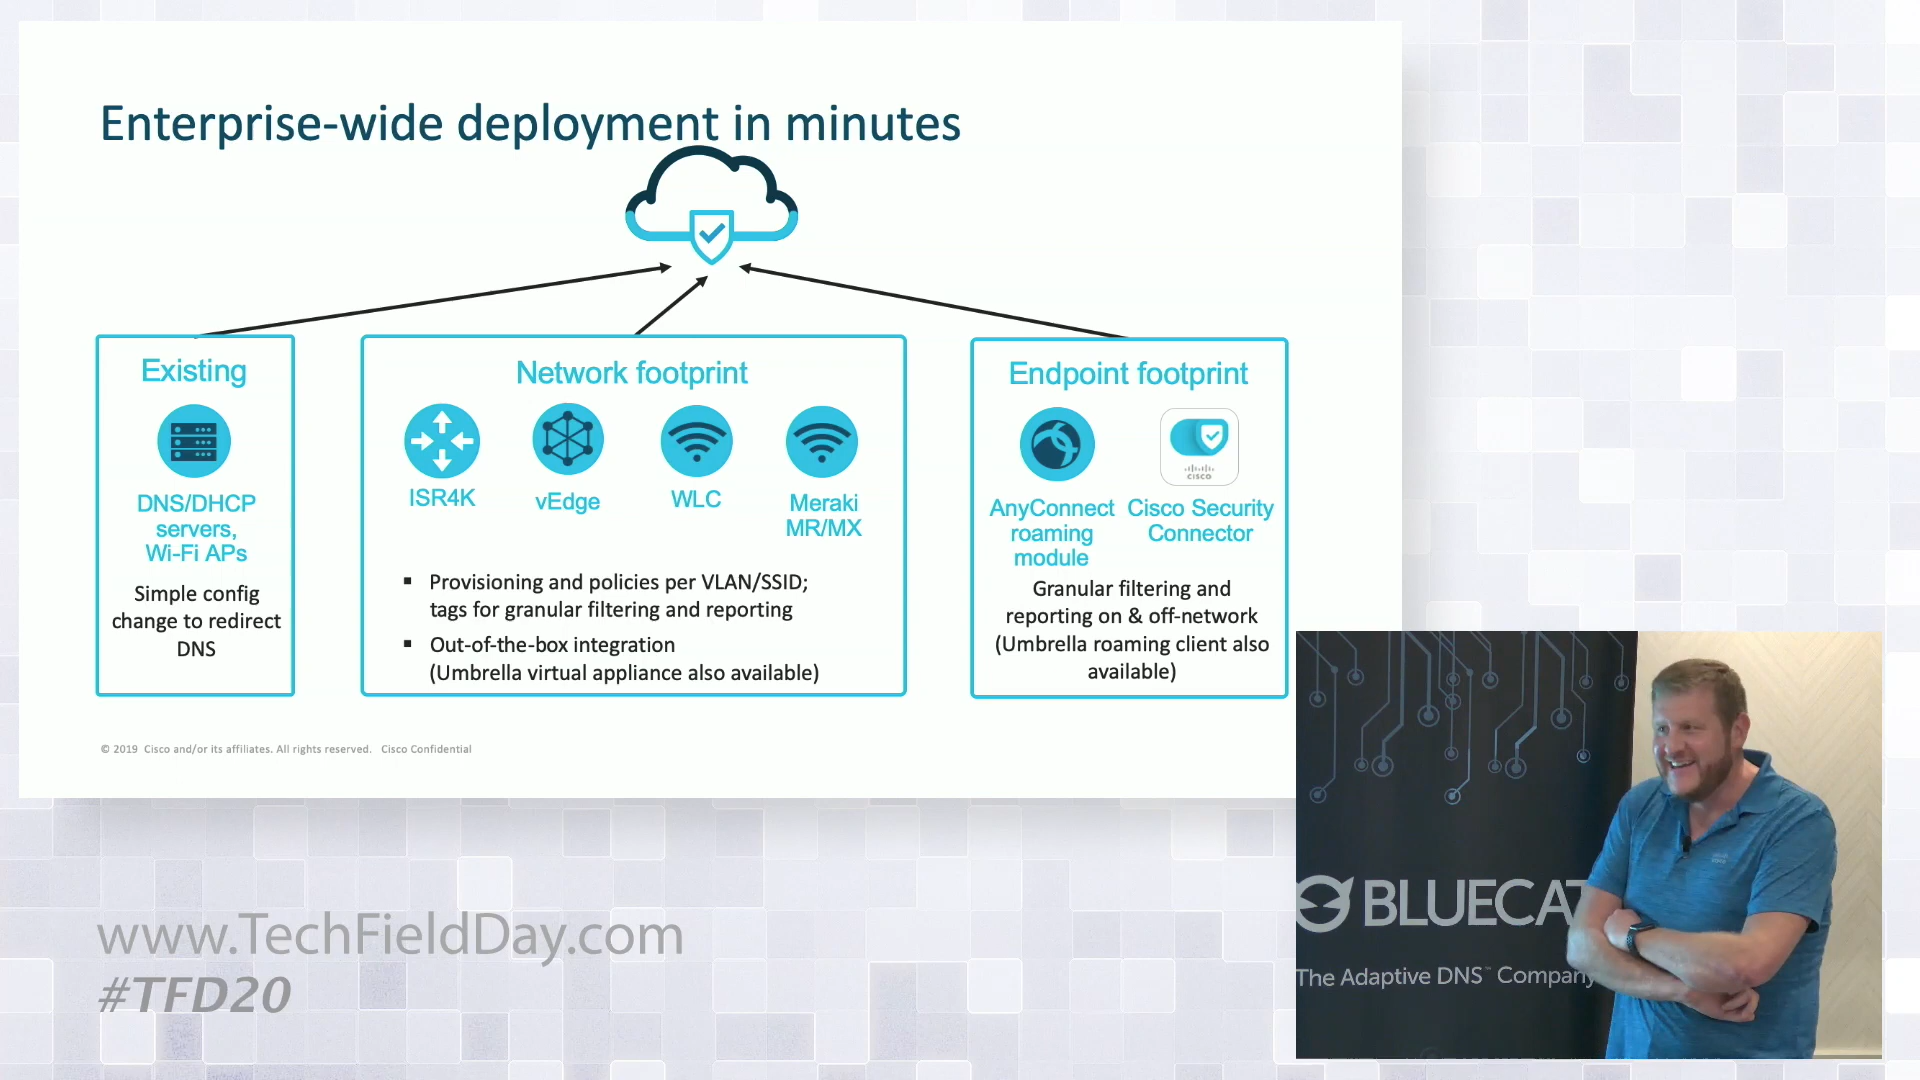 Enterprise-wide deployment in minutes
Existing
DNS/DHCP
servers,
Wi-Fi APs
Simple config
change to redirect
DNS
Network footprint
ISR4K
vEdge
WLC
Meraki
MR/MX
▪ Provisioning and policies per VLAN/SSID;
tags for granular filtering and reporting
▪ Out-of-the-box integration
(Umbrella virtual appliance also available)
Endpoint footprint
AnyConnect
roaming
module
CISCO
Cisco Security
Connector
Granular filtering and
reporting on & off-network
(Umbrella roaming client also
available)
© 2019 Cisco and/or its affiliates. All rights reserved. Cisco Confidential
www.TechFieldDay.com
#TFD20
BLUECAT
The Adaptive DNS™ Company